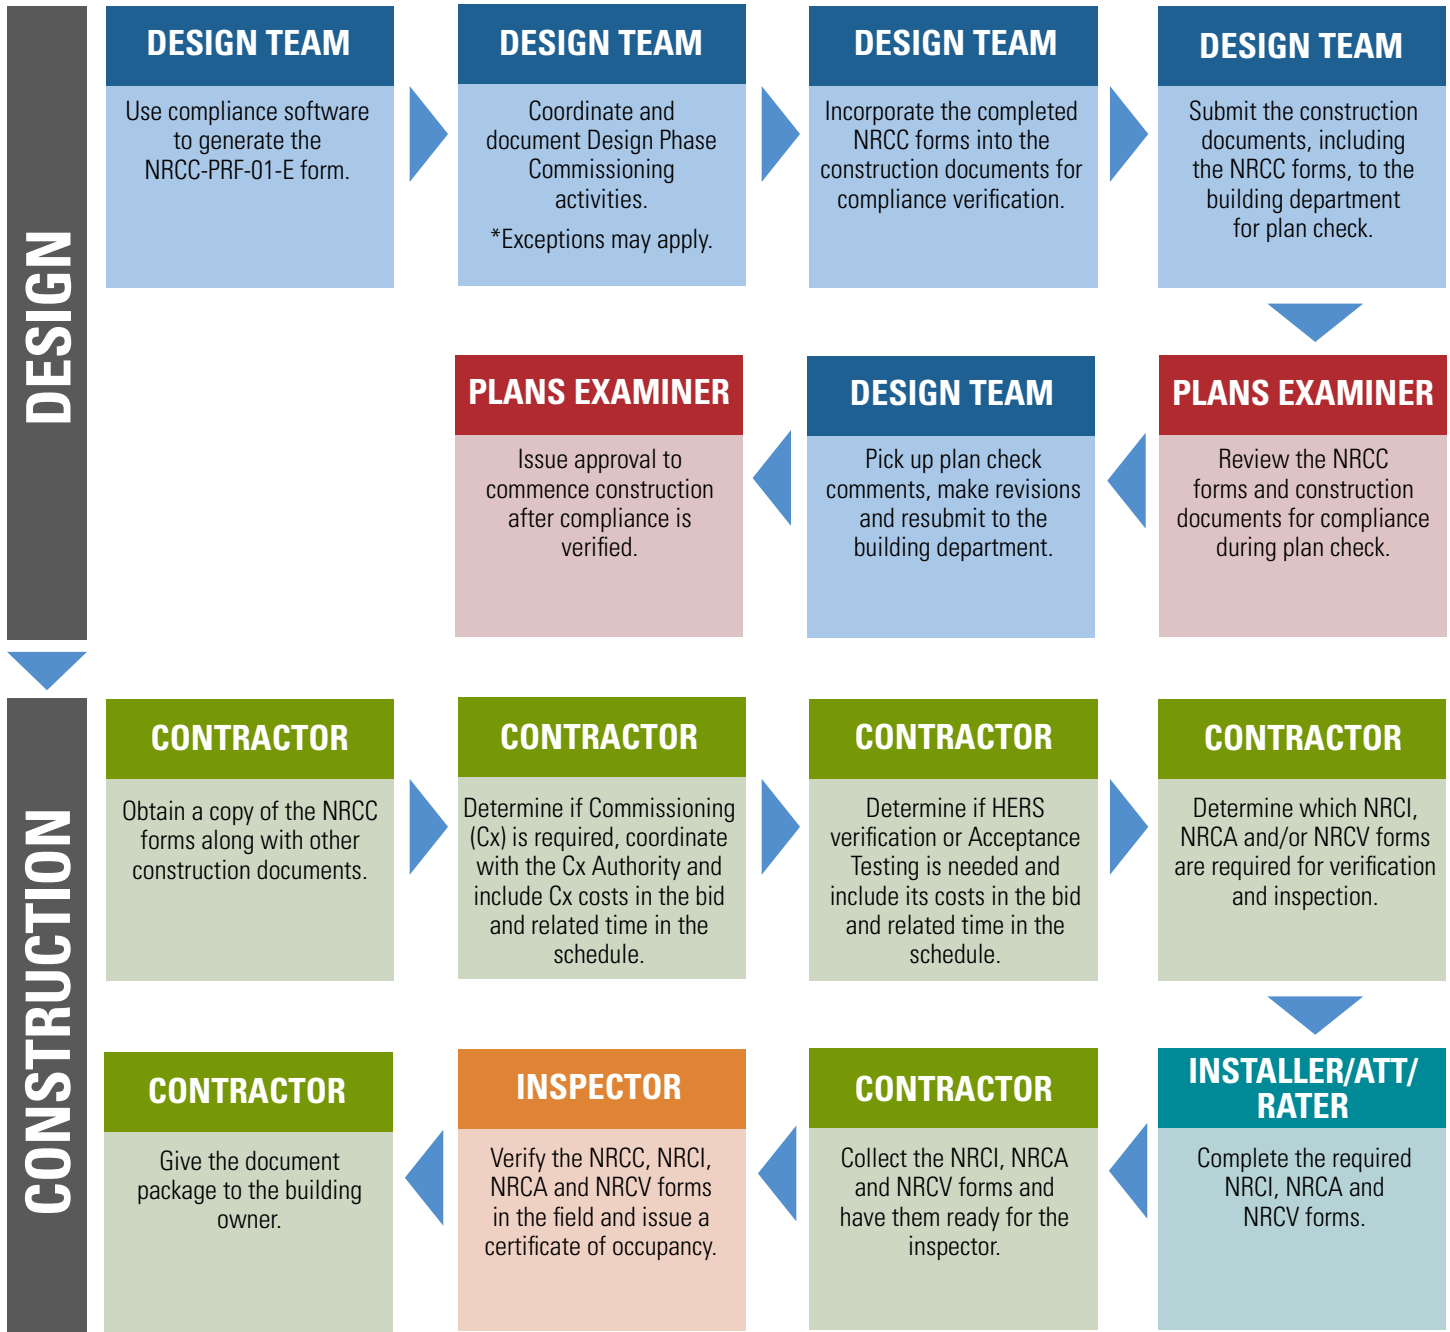 DESIGN
DESIGN TEAM
Use compliance software
to generate the
NRCC-PRF-01-E form.
DESIGN TEAM
Coordinate and
document Design Phase
Commissioning
activities.
*Exceptions may apply.
DESIGN TEAM
Incorporate the completed
NRCC forms into the
construction documents for
compliance verification.
DESIGN TEAM
Submit the construction
documents, including
the NRCC forms, to the
building department
for plan check.
PLANS EXAMINER
Review the NRCC
forms and construction
documents for compliance
during plan check.
DESIGN TEAM
Pick up plan check
comments, make revisions
and resubmit to the
building department.
PLANS EXAMINER
Issue approval to
commence construction
after compliance is
verified.
CONSTRUCTION
CONTRACTOR
Obtain a copy of the NRCC
forms along with other
construction documents.
CONTRACTOR
Determine if Commissioning
(Cx) is required, coordinate
with the Cx Authority and
include Cx costs in the bid
and related time in the
schedule.
CONTRACTOR
Determine if HERS
verification or Acceptance
Testing is needed and
include its costs in the bid
and related time in the
schedule.
CONTRACTOR
Determine which NRCI,
NRCA and/or NRCV forms
are required for verification
and inspection.
INSTALLER/ATT/
RATER
Complete the required
NRCI, NRCA and
NRCV forms.
CONTRACTOR
Collect the NRCI, NRCA
and NRCV forms and
have them ready for the
inspector.
INSPECTOR
Verify the NRCC, NRCI,
NRCA and NRCV forms
in the field and issue a
certificate of occupancy.
CONTRACTOR
Give the document
package to the building
owner.